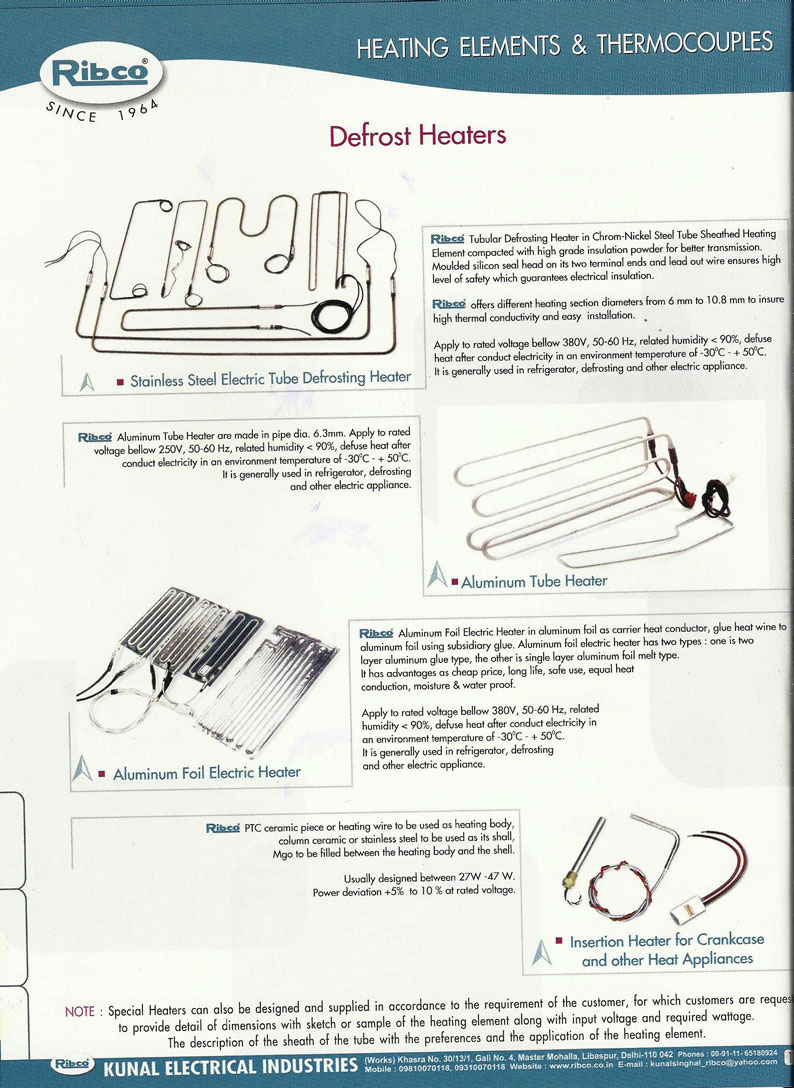 HEATING ELEMENTS & THERMOCOUPLES
Ribco®
SINCE 1964
Defrost Heaters
Ribco Tubular Defrosting Heater in Chrom-Nickel Steel Tube Sheathed Heating
Element compacted with high grade insulation powder for better transmission.
Moulded silicon seal head on its two terminal ends and lead out wire ensures high
level of safety which guarantees electrical insulation.
Ribco offers different heating section diameters from 6 mm to 10.8 mm to insure
high thermal conductivity and easy installation.
Apply to rated voltage bellow 380V, 50-60 Hz, related humidity < 90%, defuse
heat after conduct electricity in an environment temperature of -30°C - + 50°C.
It is generally used in refrigerator, defrosting and other electric appliance.
Stainless Steel Electric Tube Defrosting Heater
Ribco Aluminum Tube Heater are made in pipe dia. 6.3mm. Apply to rated
voltage bellow 250V, 50-60 Hz, related humidity < 90%, defuse heat after
conduct electricity in an environment temperature of -30°C - + 50°C.
It is generally used in refrigerator, defrosting
and other electric appliance.
Aluminum Tube Heater
Ribco Aluminum Foil Electric Heater in aluminum foil as carrier heat conductor, glue heat wine to
aluminum foil using subsidiary glue. Aluminum foil electric heater has two types : one is two
layer aluminum glue type, the other is single layer aluminum foil melt type.
It has advantages as cheap price, long life, safe use, equal heat
conduction, moisture & water proof.
Apply to rated voltage bellow 380V, 50-60 Hz, related
humidity < 90%, defuse heat after conduct electricity in
an environment temperature of -30°C - + 50°C.
It is generally used in refrigerator, defrosting
and other electric appliance.
Aluminum Foil Electric Heater
Ribco PTC ceramic piece or heating wire to be used as heating body,
column ceramic or stainless steel to be used as its shall,
Mgo to be filled between the heating body and the shell.
Usually designed between 27W -47 W.
Power deviation +5% to 10 % at rated voltage.
Insertion Heater for Crankcase
and other Heat Appliances
NOTE : Special Heaters can also be designed and supplied in accordance to the requirement of the customer, for which customers are reques
to provide detail of dimensions with sketch or sample of the heating element along with input voltage and required wattage.
The description of the sheath of the tube with the preferences and the application of the heating element.
Ribco KUNAL ELECTRICAL INDUSTRIES
(Works) Khasra No. 30/13/1, Gali No. 4, Master Mohalla, Libaspur, Delhi-110 042 Phones : 00-91-11- 65180924
Mobile : 09810070118, 09310070118 Website : www.ribco.co.in E-mail : kunalsinghal_ribco@yahoo.com